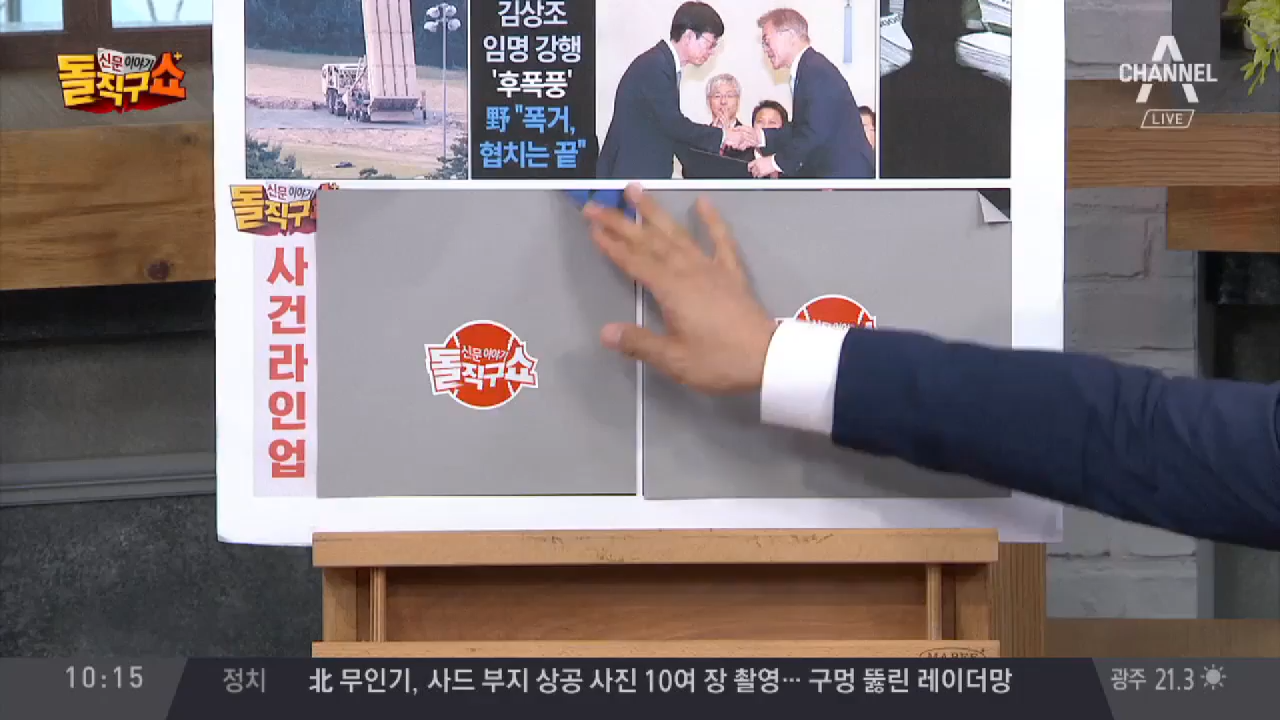 신문이야기
돌직구쇼
김상조
임명 강행
'후폭풍'
野 "폭거,
협치는 끝"
CHANNEL
LIVE
신문이야기
돌직구
사건라인업
신문이야기
돌직구쇼
10:15
정치
北 무인기, 사드 부지 상공 사진 10여 장 촬영… 구멍 뚫린 레이더망
광주 21.3